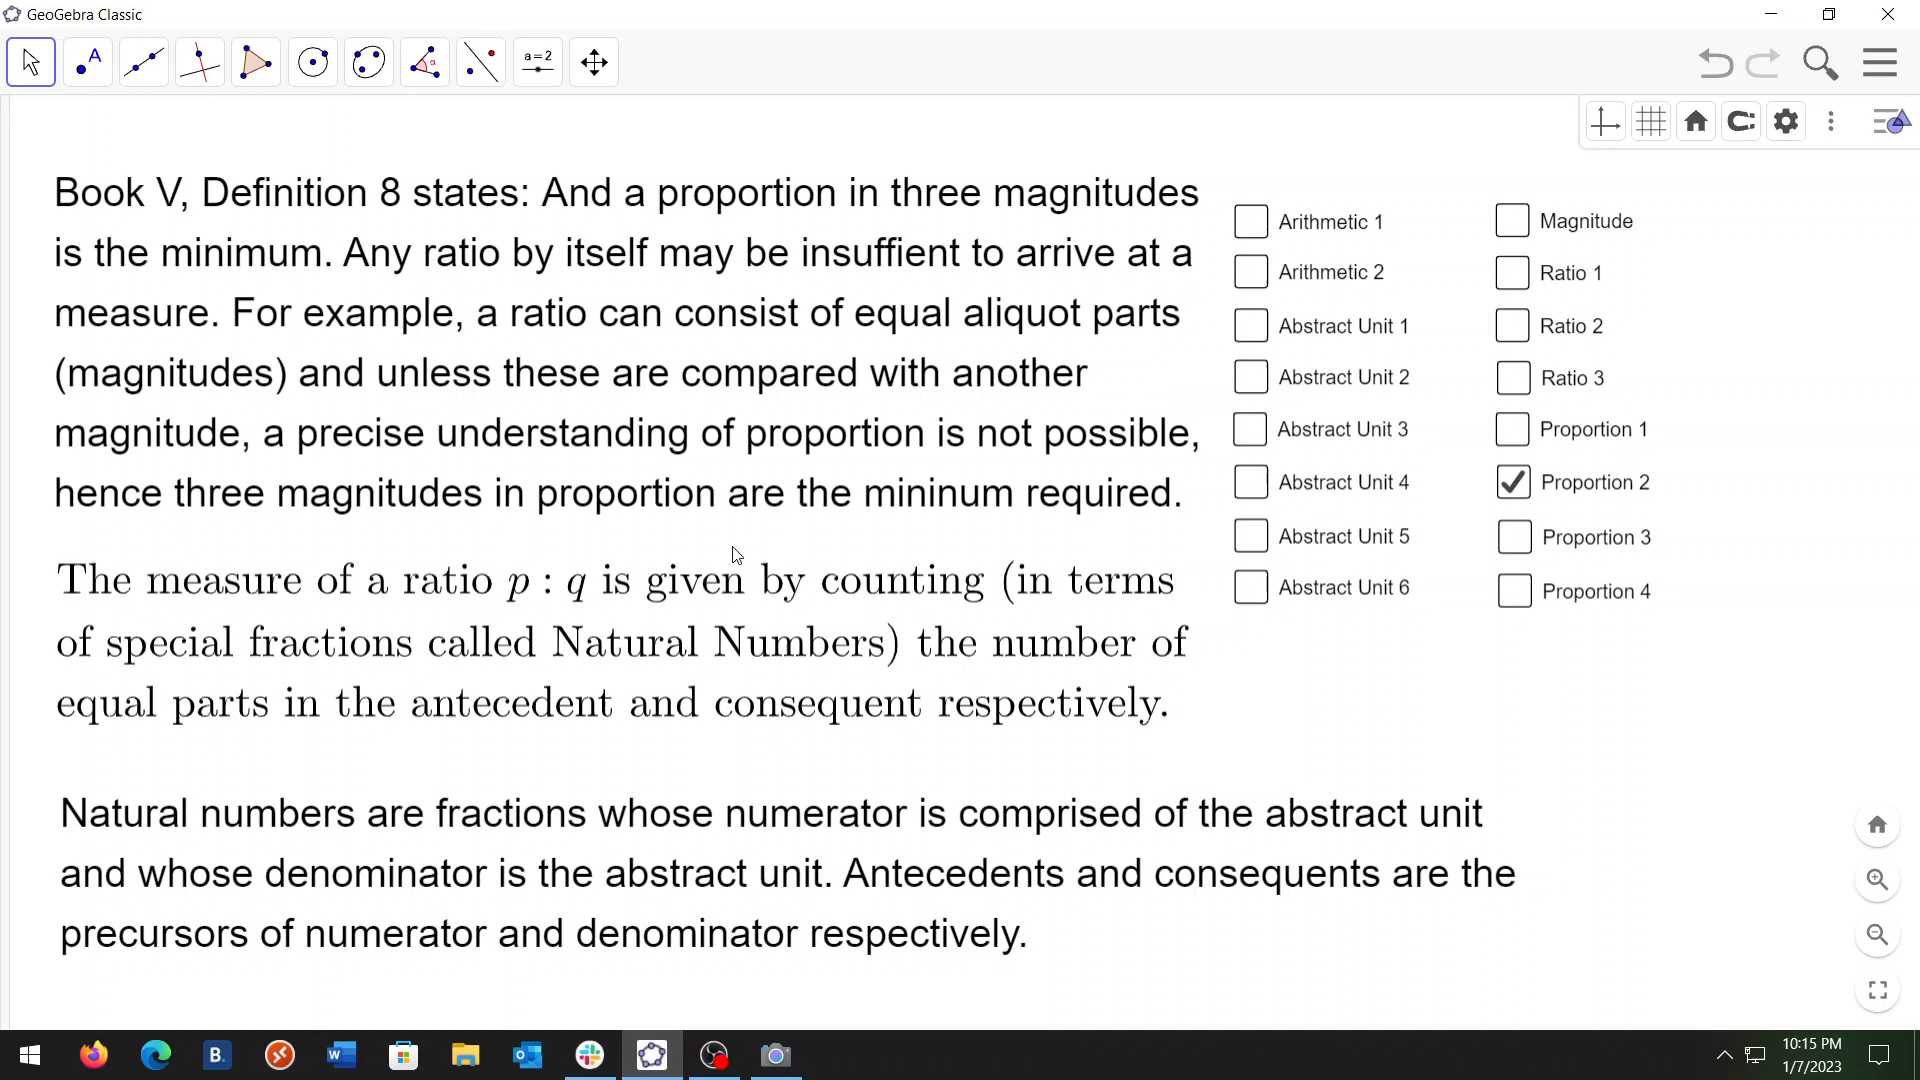 GeoGebra Classic
A
α
a=2
Book V, Definition 8 states: And a proportion in three magnitudes
is the minimum. Any ratio by itself may be insuffient to arrive at a
measure. For example, a ratio can consist of equal aliquot parts
(magnitudes) and unless these are compared with another
magnitude, a precise understanding of proportion is not possible,
hence three magnitudes in proportion are the mininum required.
The measure of a ratio p : q is given by counting (in terms
of special fractions called Natural Numbers) the number of
equal parts in the antecedent and consequent respectively.
Natural numbers are fractions whose numerator is comprised of the abstract unit
and whose denominator is the abstract unit. Antecedents and consequents are the
precursors of numerator and denominator respectively.
Arithmetic 1
Arithmetic 2
Abstract Unit 1
Abstract Unit 2
Abstract Unit 3
Abstract Unit 4
Abstract Unit 5
Abstract Unit 6
Magnitude
Ratio 1
Ratio 2
Ratio 3
Proportion 1
Proportion 2
Proportion 3
Proportion 4
B.
W
10:15 PM
1/7/2023